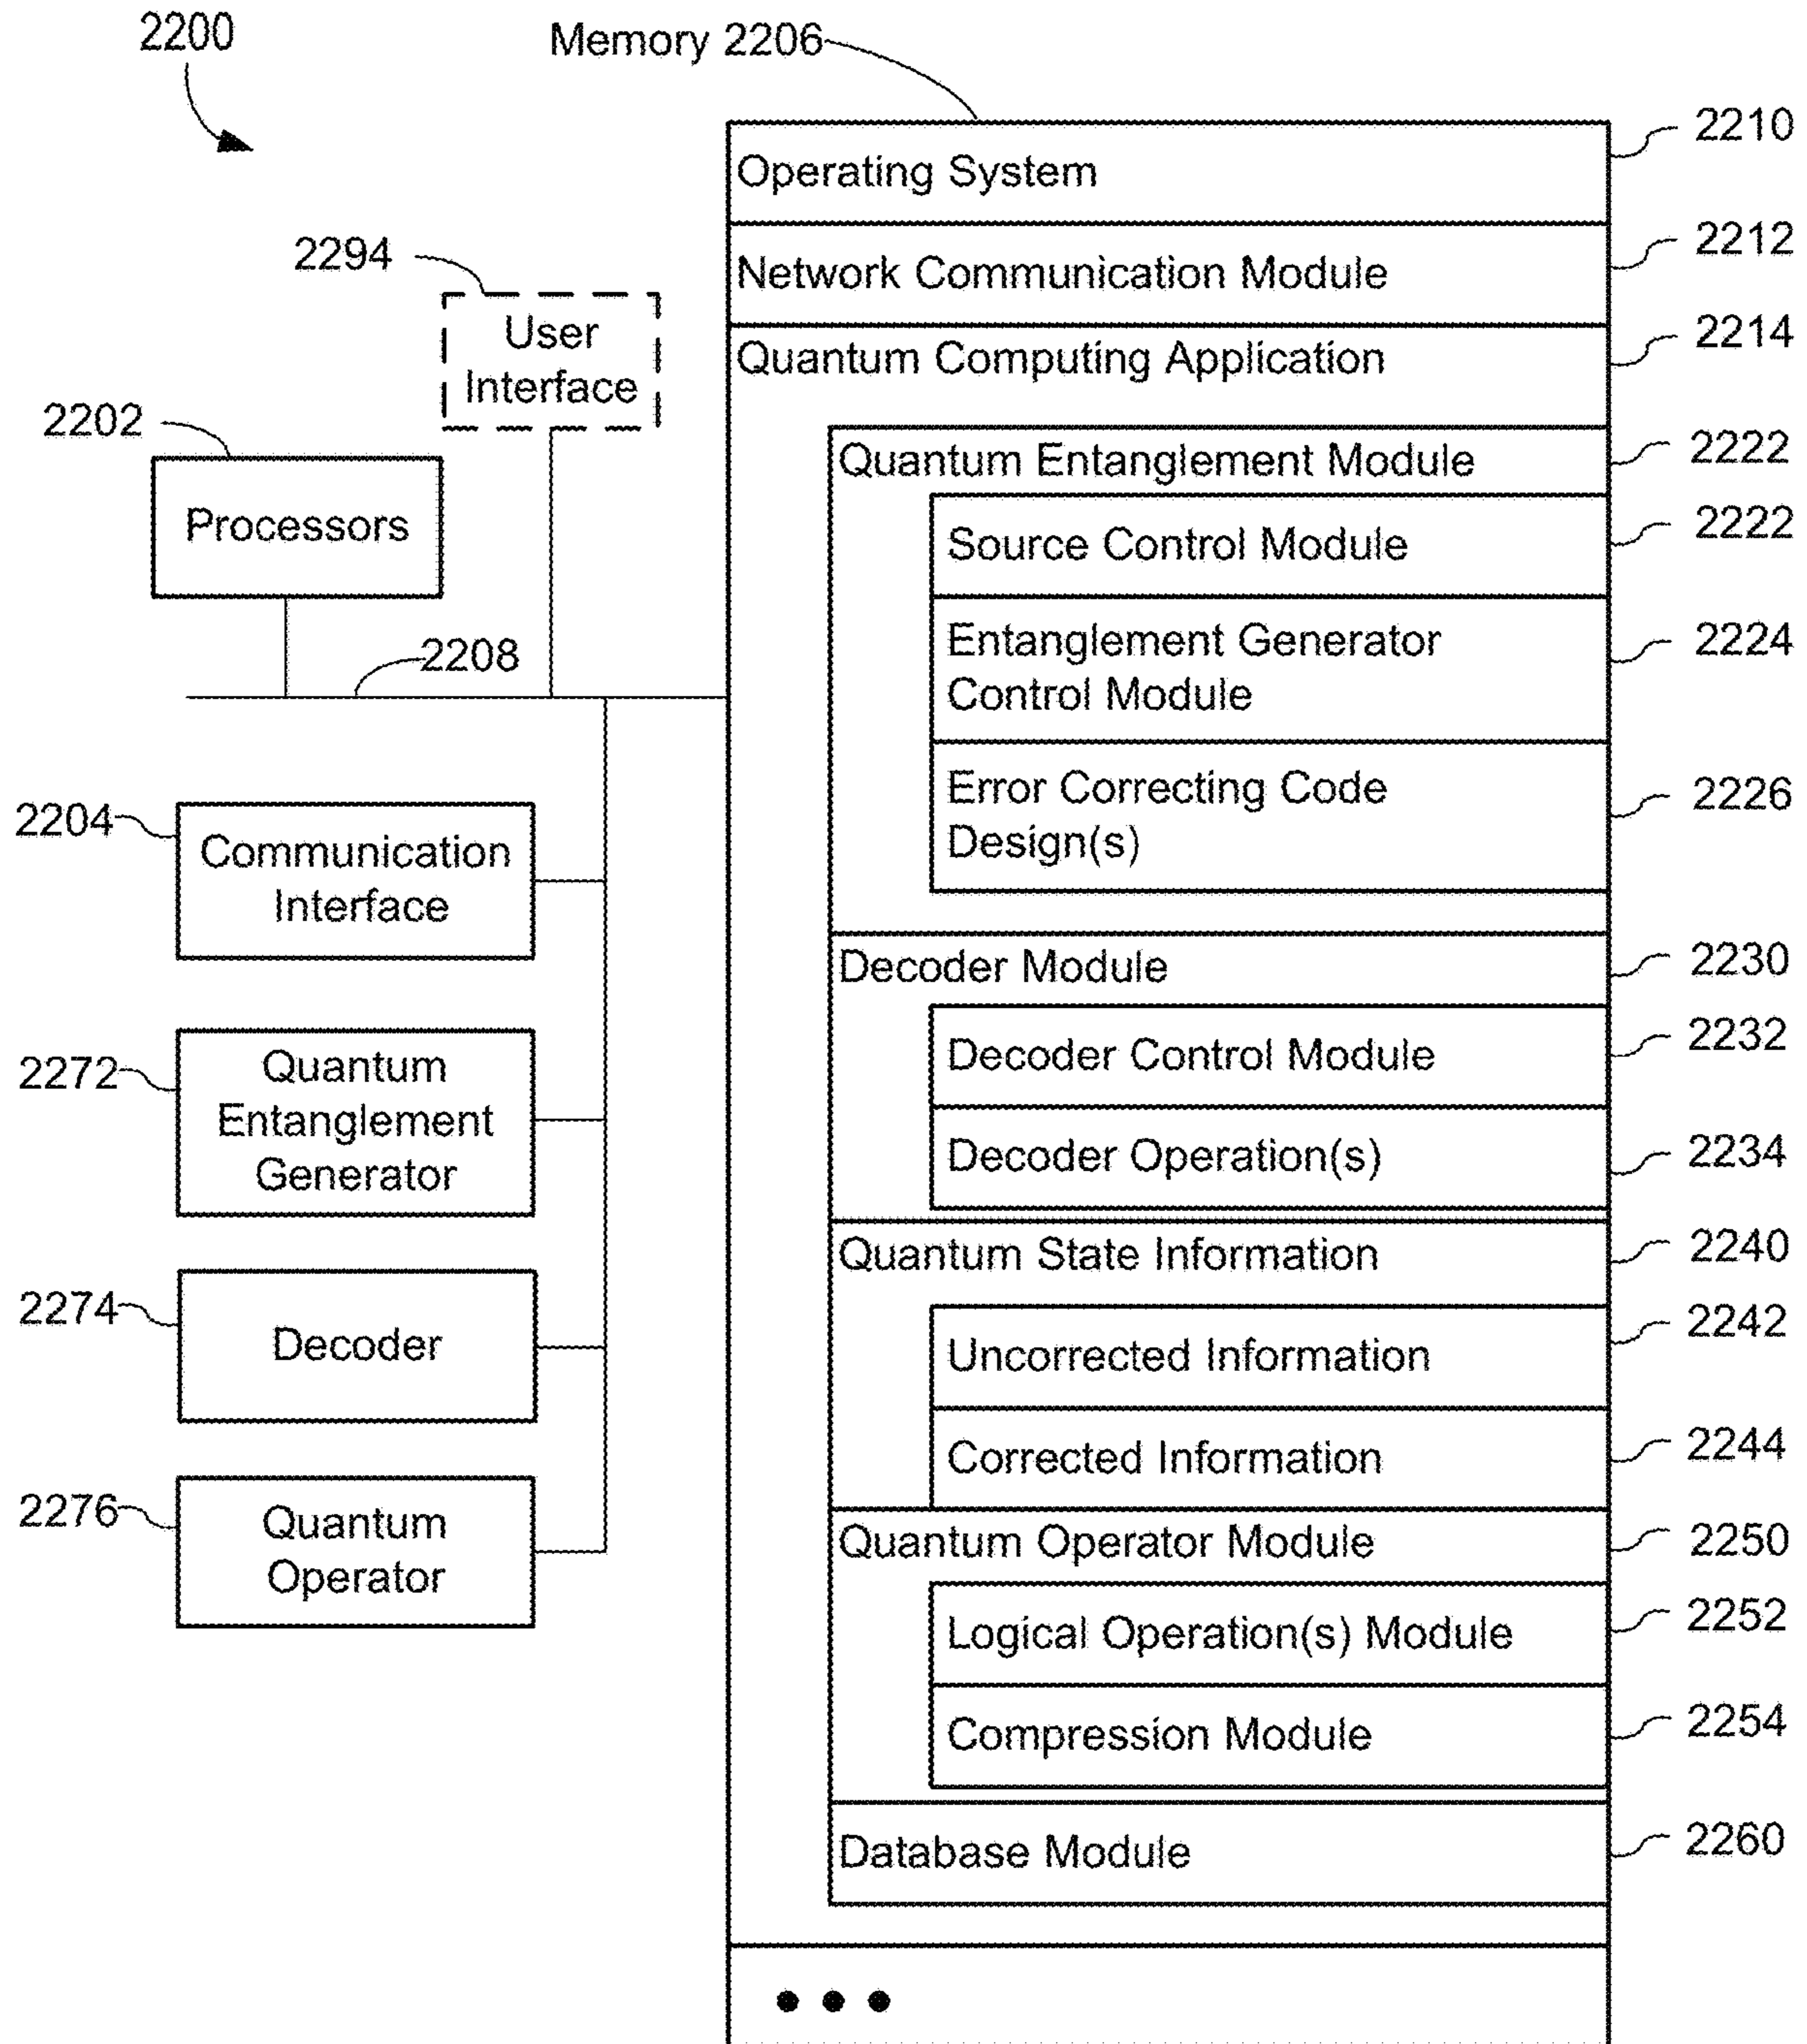 2200
Memory 2206
2210
Operating System
2212
Network Communication Module
2294
User
Interface
2214
Quantum Computing Application
2202
Processors
2222
Quantum Entanglement Module
2222
Source Control Module
2208
2224
Entanglement Generator
Control Module
2204
Communication
Interface
2226
Error Correcting Code
Design(s)
2230
Decoder Module
2272
Quantum
Entanglement
Generator
2232
Decoder Control Module
2234
Decoder Operation(s)
2240
Quantum State Information
2274
Decoder
2242
Uncorrected Information
2244
Corrected Information
2276
Quantum
Operator
2250
Quantum Operator Module
2252
Logical Operation(s) Module
2254
Compression Module
2260
Database Module
• • •